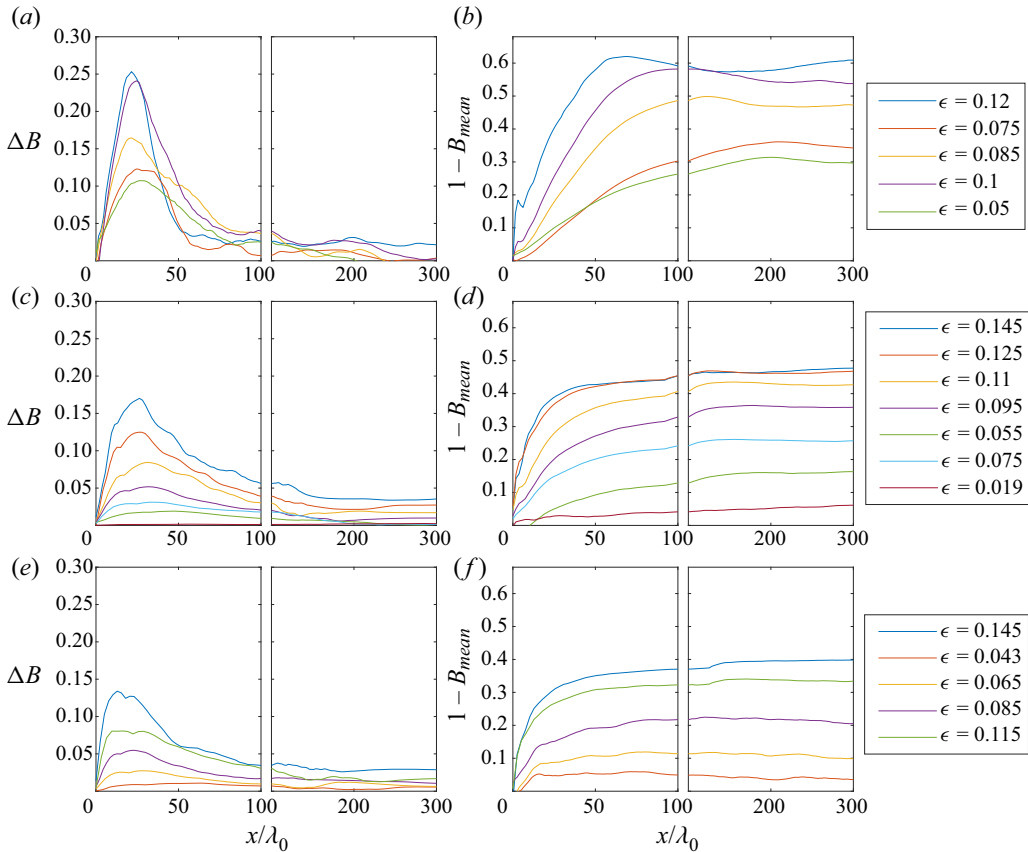 (a)
(b)
0.30
0.25
0.20
0.15
0.10
0.05
ΔB
0
50
100
200
300
0.6
0.5
0.4
0.3
0.2
0.1
1 − B_mean
0
50
100
200
300
ϵ = 0.12
ϵ = 0.075
ϵ = 0.085
ϵ = 0.1
ϵ = 0.05
(c)
(d)
0.30
0.25
0.20
0.15
0.10
0.05
ΔB
0
50
100
200
300
0.6
0.5
0.4
0.3
0.2
0.1
1 − B_mean
0
50
100
200
300
ϵ = 0.145
ϵ = 0.125
ϵ = 0.11
ϵ = 0.095
ϵ = 0.055
ϵ = 0.075
ϵ = 0.019
(e)
(f)
0.30
0.25
0.20
0.15
0.10
0.05
ΔB
0
50
100
200
300
x/λ₀
0.6
0.5
0.4
0.3
0.2
0.1
1 − B_mean
0
50
100
200
300
x/λ₀
ϵ = 0.145
ϵ = 0.043
ϵ = 0.065
ϵ = 0.085
ϵ = 0.115